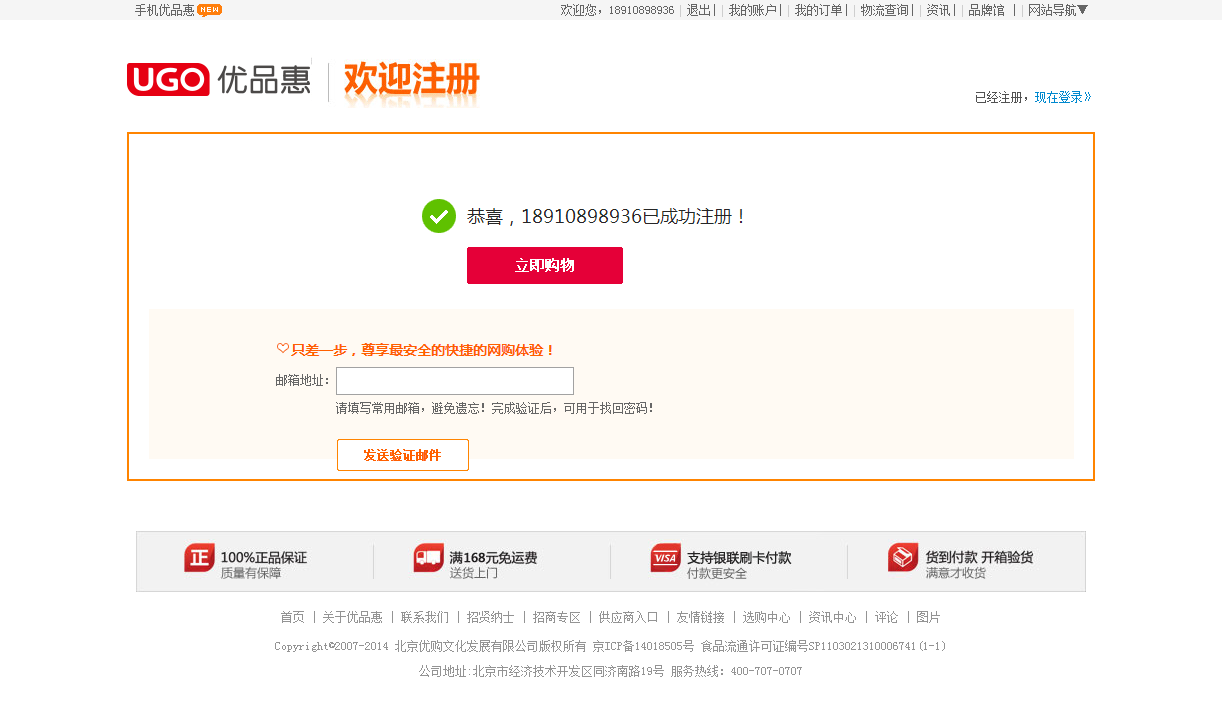 手机优品惠 NEW 欢迎您，18910898936 | 退出| | 我的账户| | 我的订单| | 物流查询| | 资讯| | 品牌馆 | | 网站导航▼
UGO 优品惠 | 欢迎注册
已经注册，现在登录》
恭喜，18910898936已成功注册！
立即购物
♡只差一步，尊享最安全的快捷的网购体验！
邮箱地址：
请填写常用邮箱，避免遗忘！完成验证后，可用于找回密码！
发送验证邮件
正 100%正品保证 满168元免运费 VISA 支持银联刷卡付款 货到付款 开箱验货
质量有保障 送货上门 付款更安全 满意才收货
首页 | 关于优品惠 | 联系我们 | 招贤纳士 | 招商专区 | 供应商入口 | 友情链接 | 选购中心 | 资讯中心 | 评论 | 图片
Copyright©2007-2014 北京优购文化发展有限公司版权所有 京ICP备14018505号 食品流通许可证编号SP1103021310006741(1-1)
公司地址:北京市经济技术开发区同济南路19号 服务热线：400-707-0707